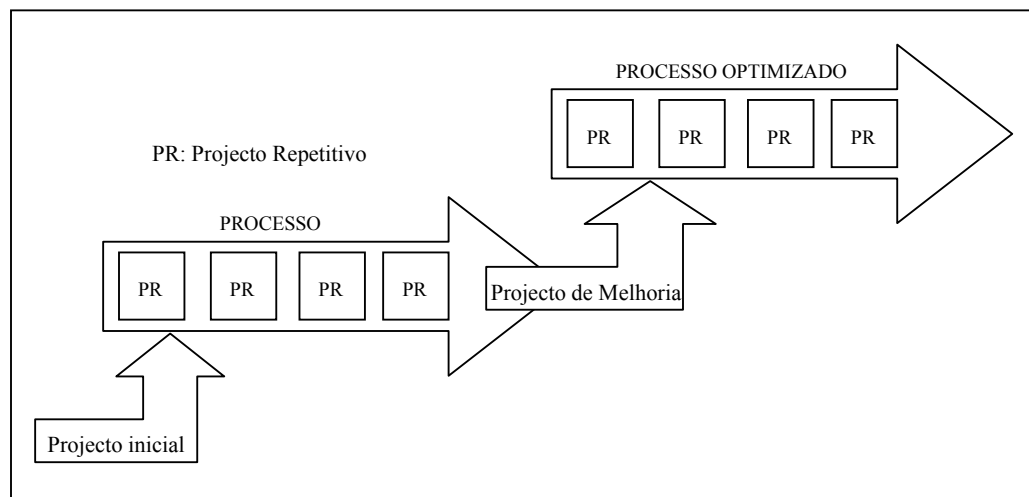 PROCESSO OPTIMIZADO
PR PR PR PR
PR: Projecto Repetitivo
PROCESSO
PR PR PR PR
Projecto de Melhoria
Projecto inicial